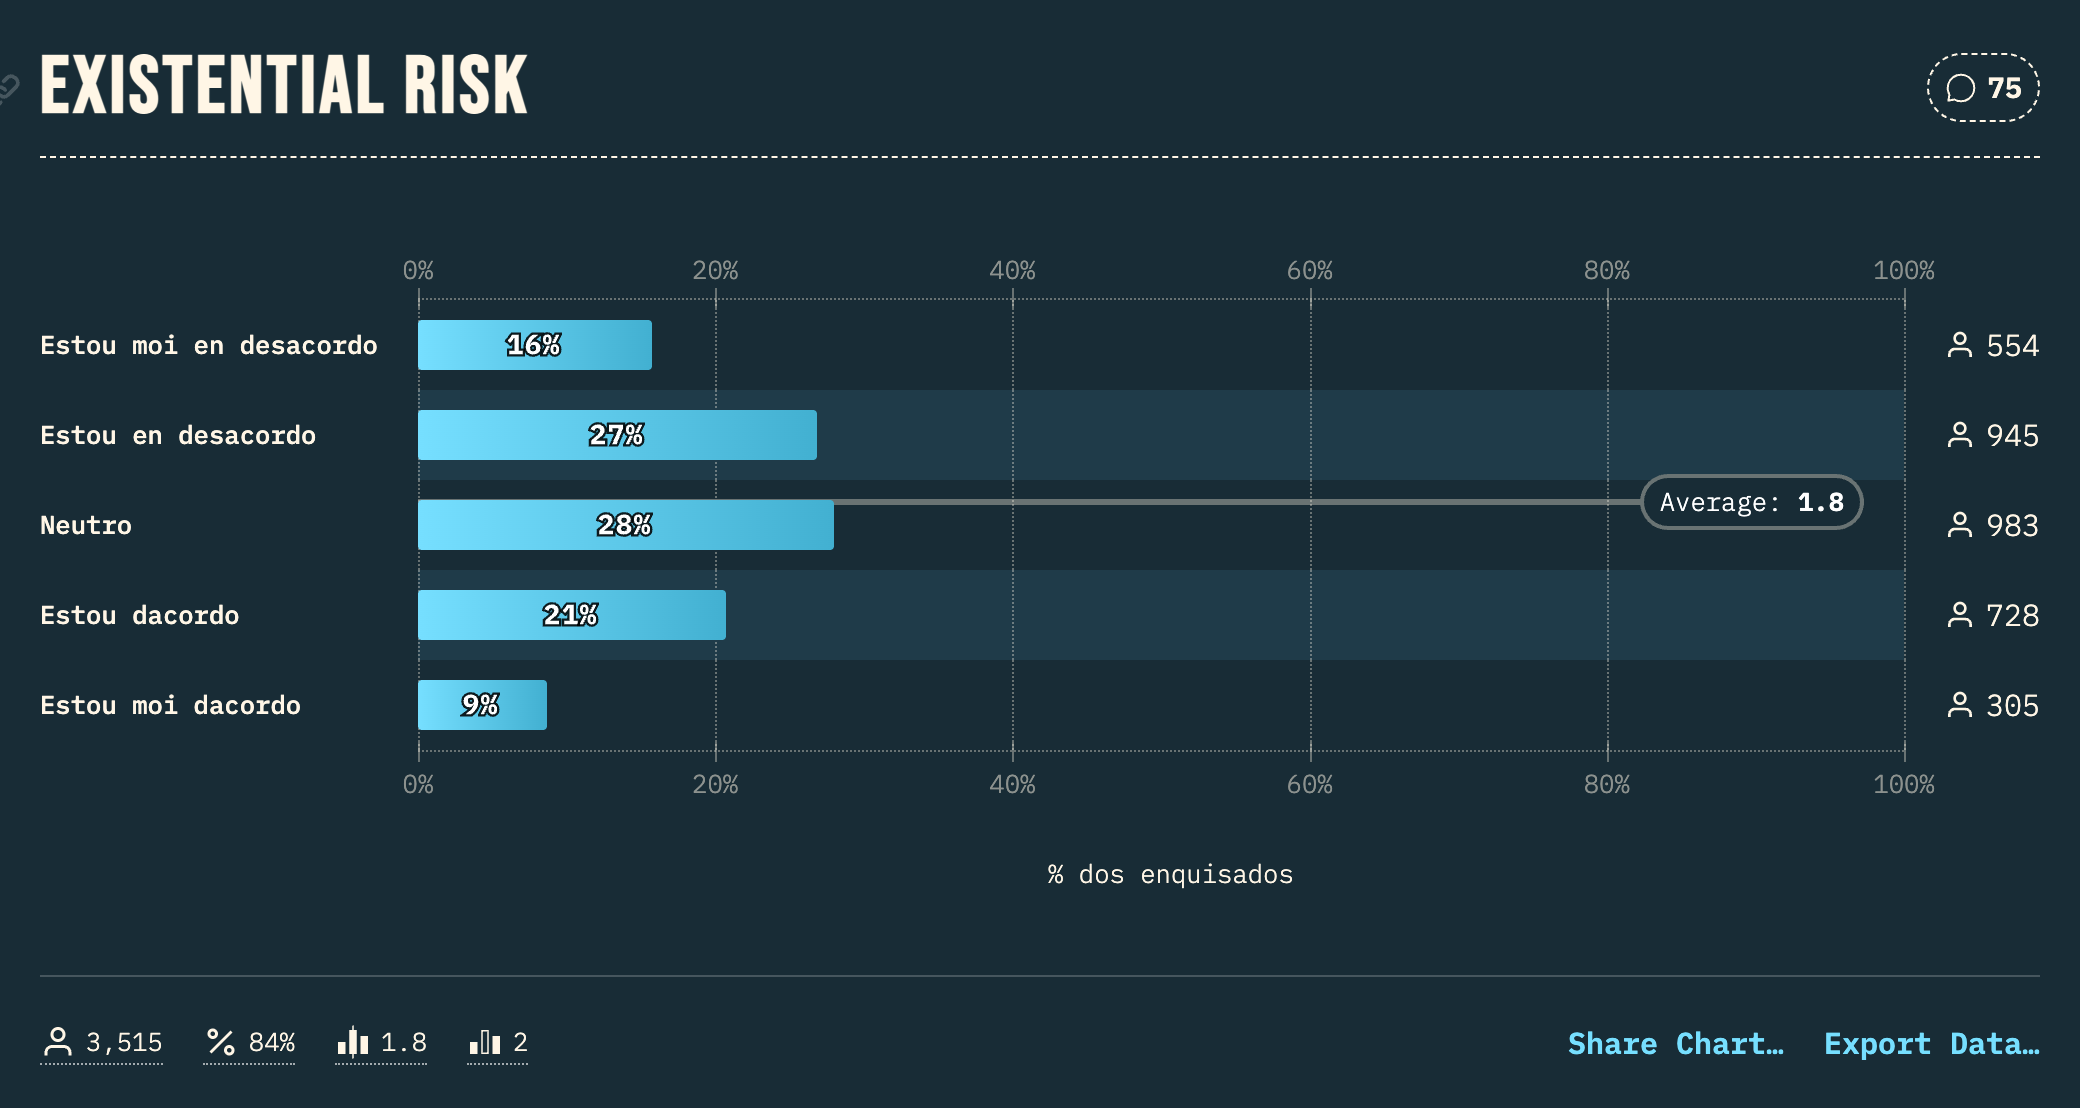 EXISTENTIAL RISK
75
0% 20% 40% 60% 80% 100%
Estou moi en desacordo 16% 554
Estou en desacordo 27% 945
Average: 1.8
Neutro 28% 983
Estou dacordo 21% 728
Estou moi dacordo 9% 305
0% 20% 40% 60% 80% 100%
% dos enquisados
3,515 84% 1.8 2 Share Chart… Export Data…